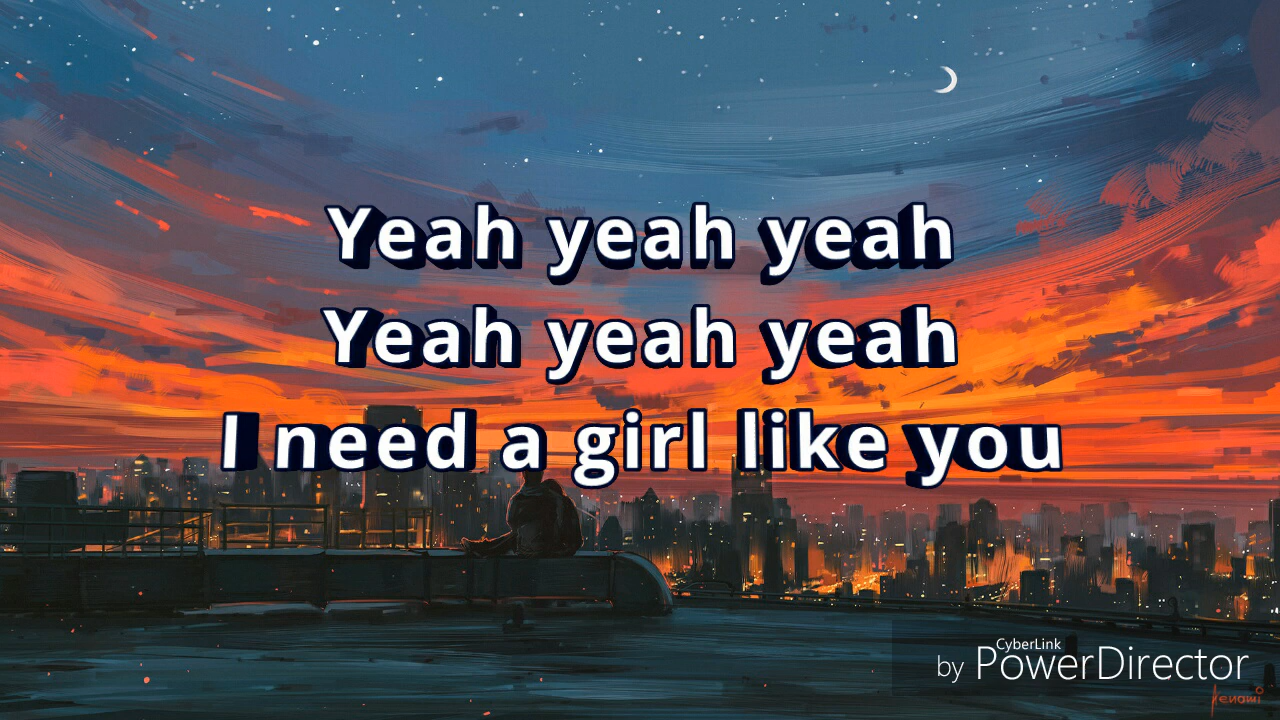 Yeah yeah yeah
Yeah yeah yeah
I need a girl like you
CyberLink
by PowerDirector